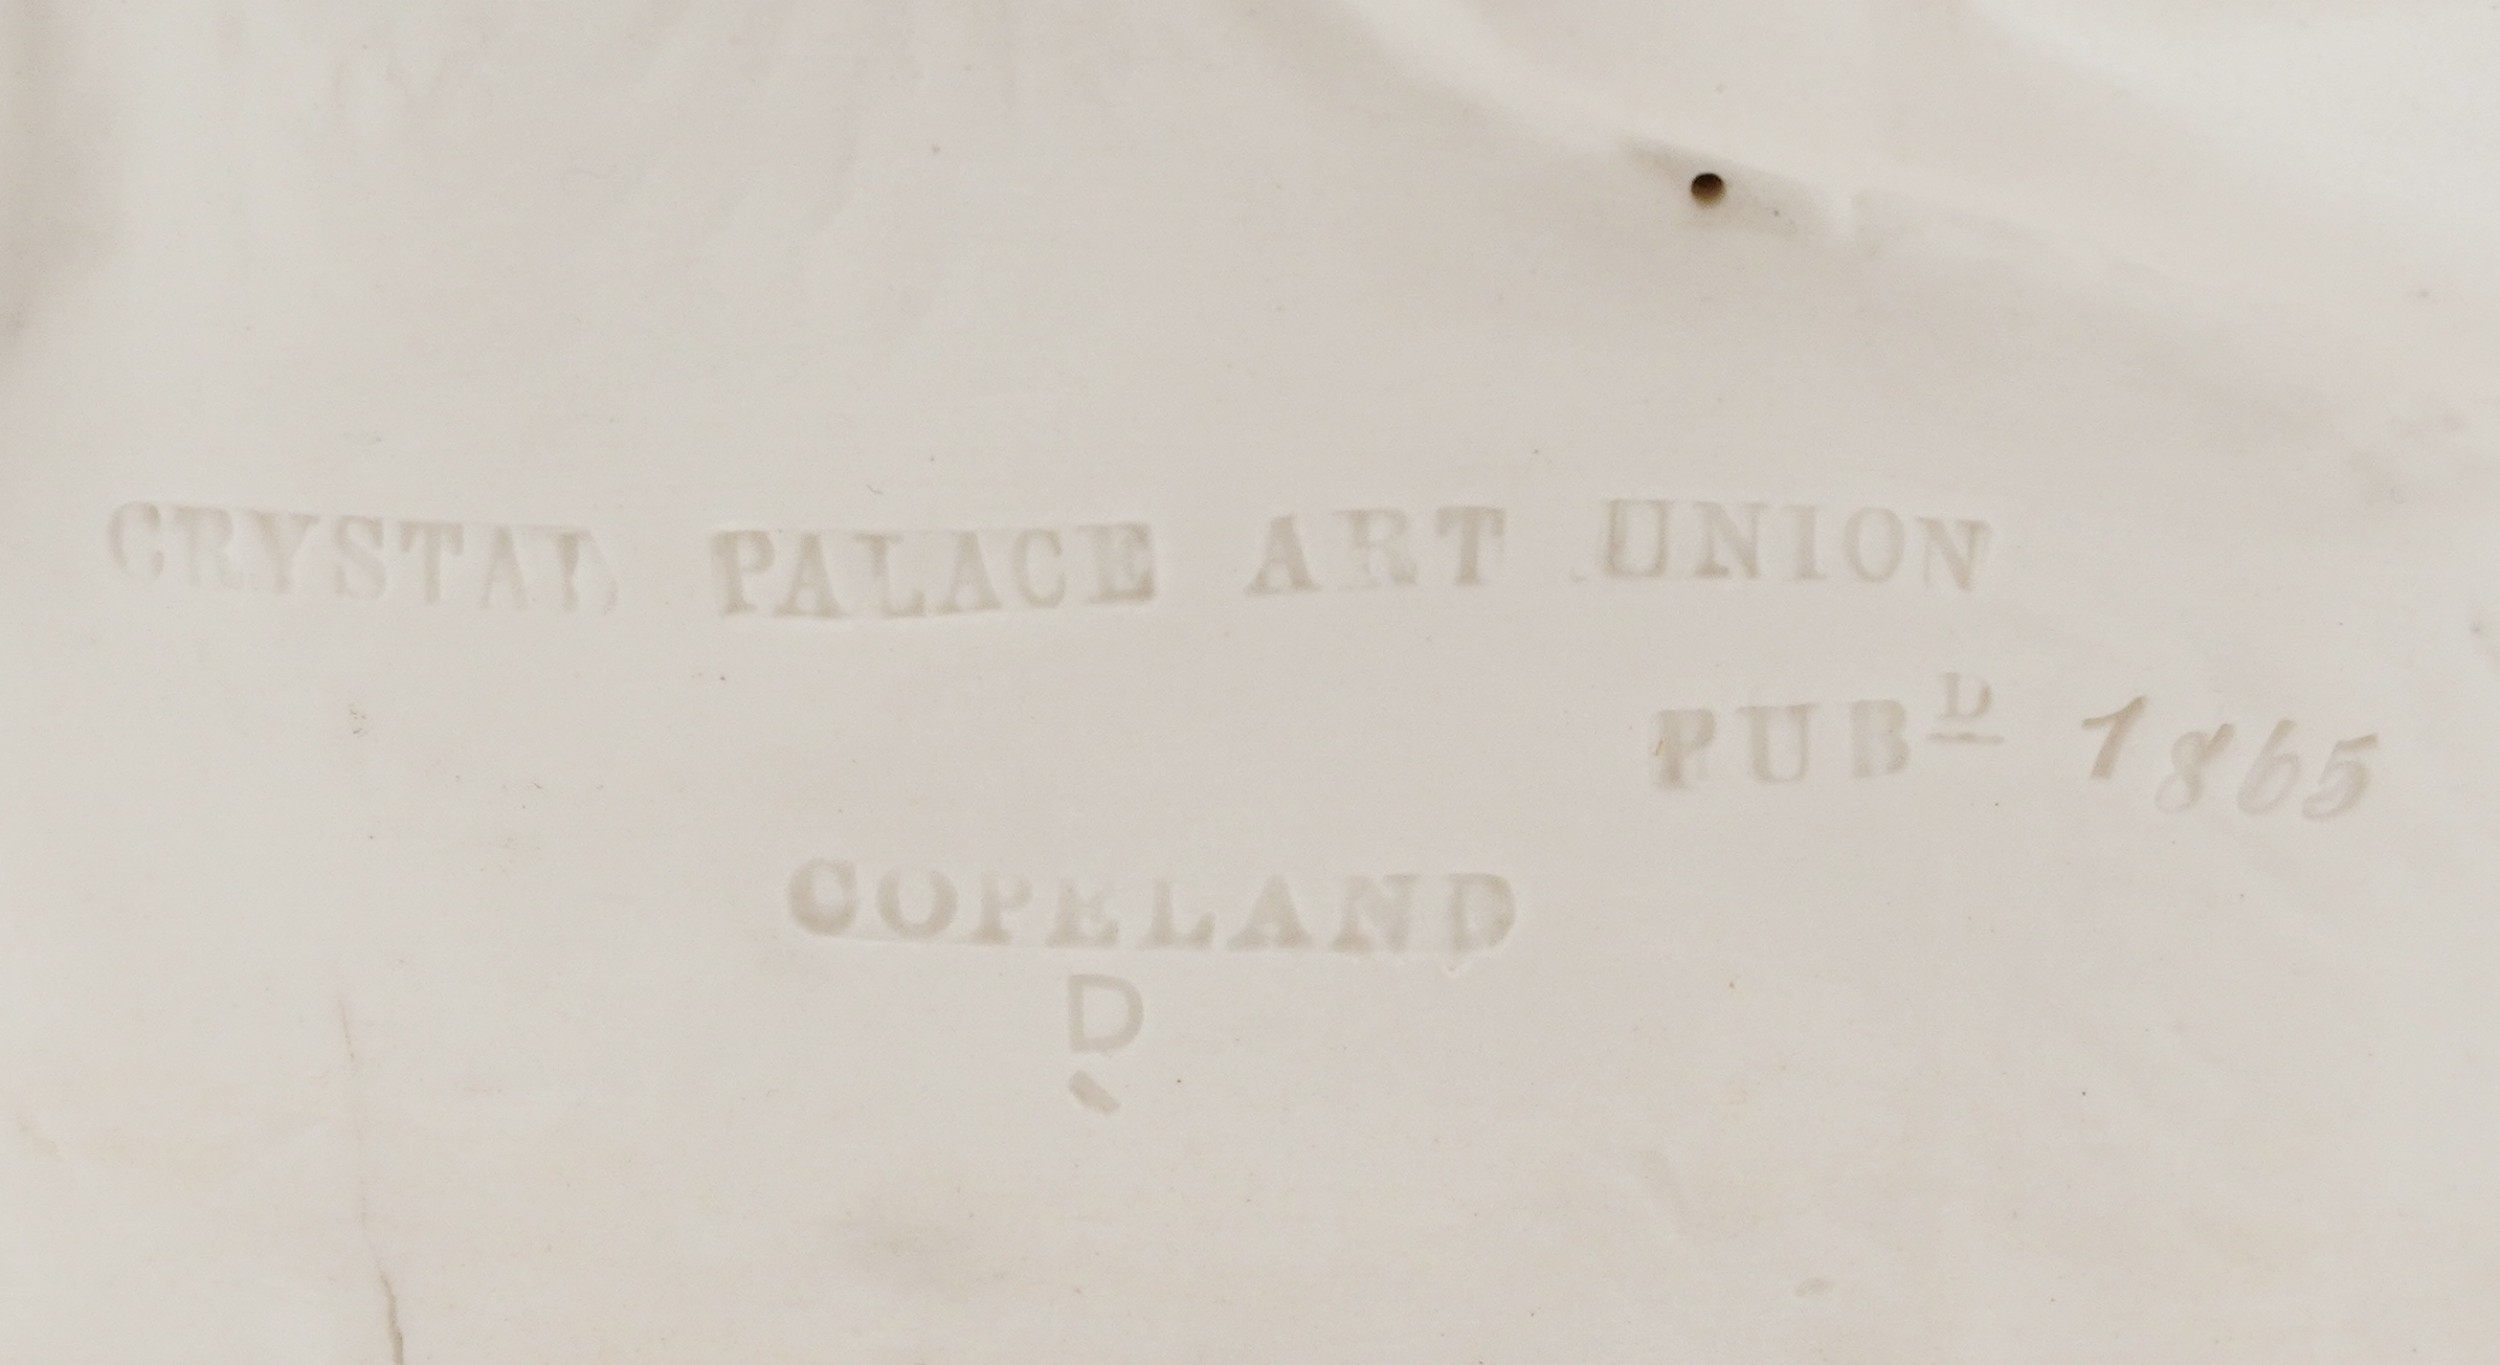 CRYSTAL PALACE ART UNION
PUBᴰ 1865
COPELAND
D